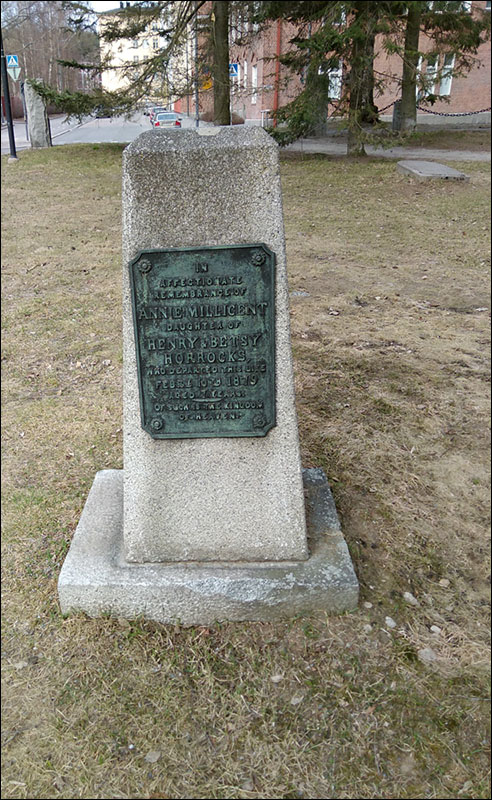 IN
AFFECTIONATE
REMEMBRANCE OF
ANNIE MILLICENT
DAUGHTER OF
HENRY & BETSY
HORROCKS
WHO DEPARTED THIS LIFE
1879
AGED YEARS
OF SUCH IS THE KINGDOM
OF HEAVEN